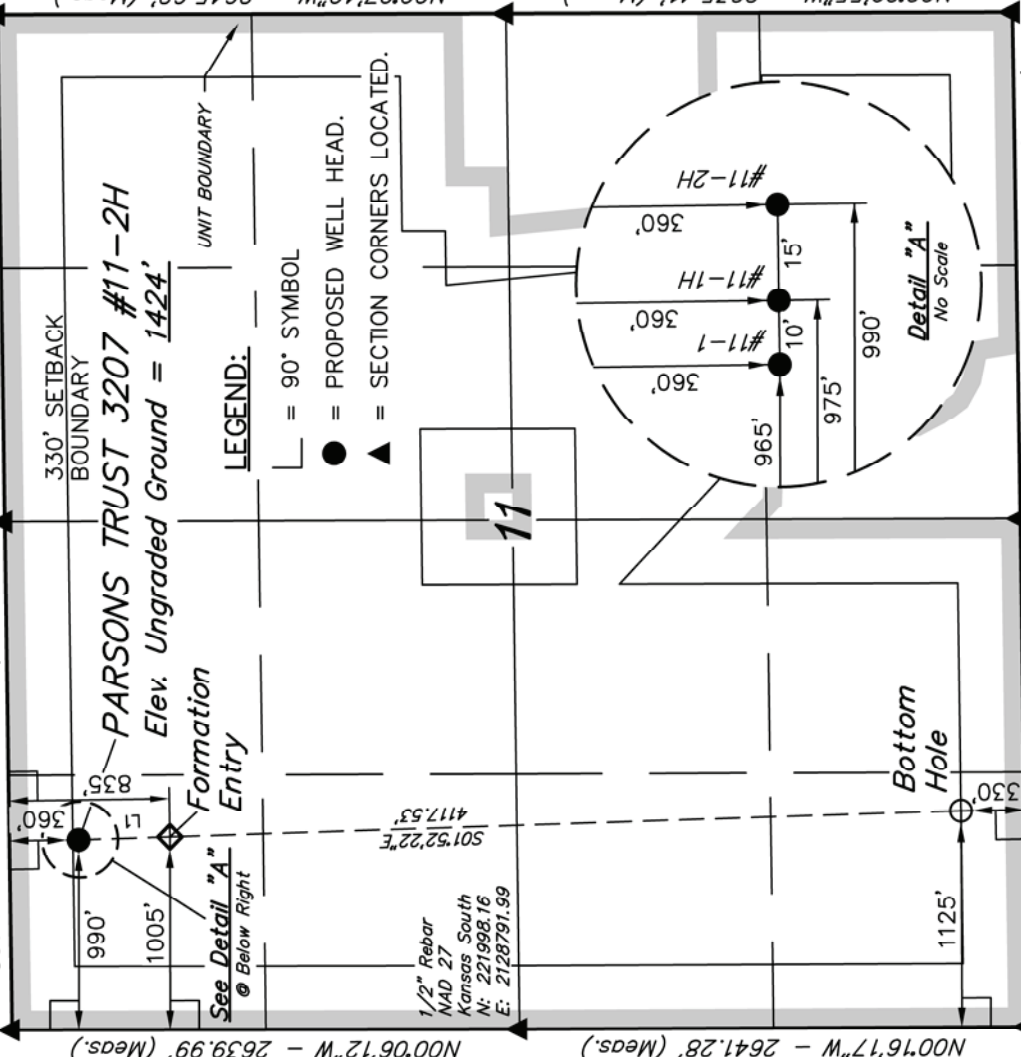 330' SETBACK
BOUNDARY
UNIT BOUNDARY
PARSONS TRUST 3207 #11-2H
Elev. Ungraded Ground = 1424'
LEGEND:
= 90° SYMBOL
= PROPOSED WELL HEAD.
= SECTION CORNERS LOCATED.
360'
835'
L1
990'
1005'
Formation
Entry
See Detail "A"
@ Below Right
1/2" Rebar
NAD 27
Kansas South
N: 221998.16
E: 2128791.99
S01°52'22"E
4117.53'
11
#11-2H
#11-1H
#11-1
360'
360'
360'
15'
10'
965'
975'
990'
Detail "A"
No Scale
Bottom
Hole
1125'
330'
N00°06'12"W - 2639.99' (Meas.)
N00°16'17"W - 2641.28' (Meas.)